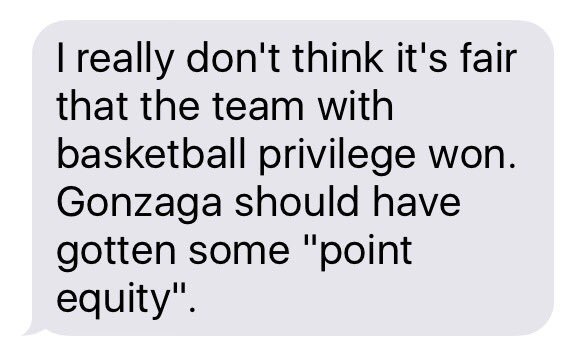 I really don't think it's fair
that the team with
basketball privilege won.
Gonzaga should have
gotten some "point
equity".